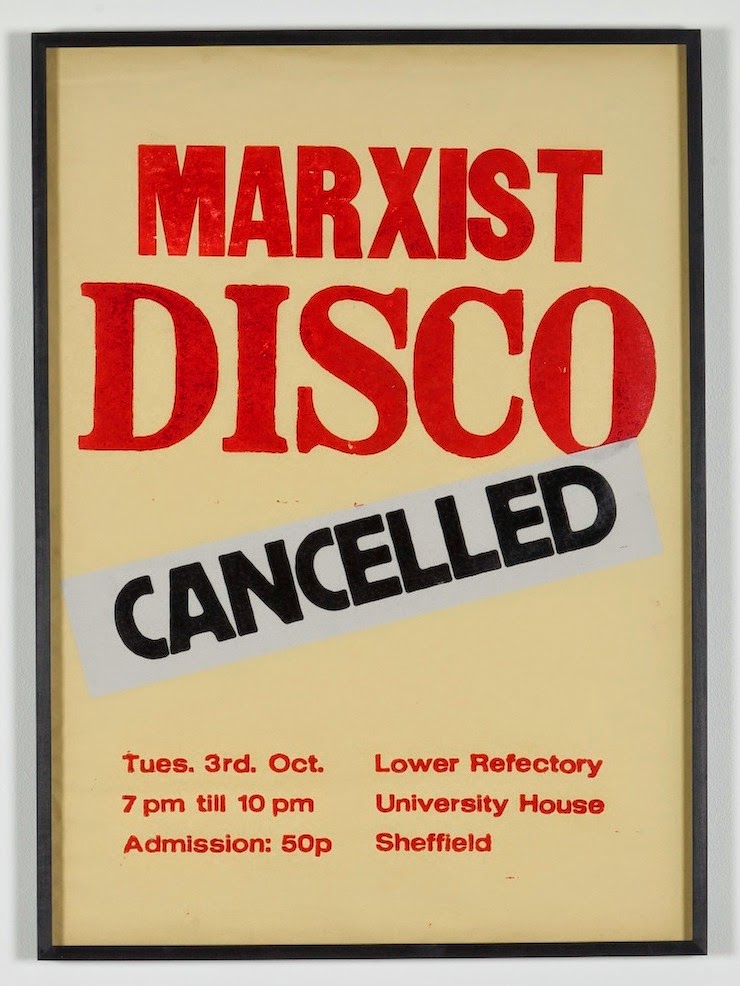 MARXIST
DISCO
CANCELLED
Tues. 3rd. Oct.
7 pm till 10 pm
Admission: 50p
Lower Refectory
University House
Sheffield